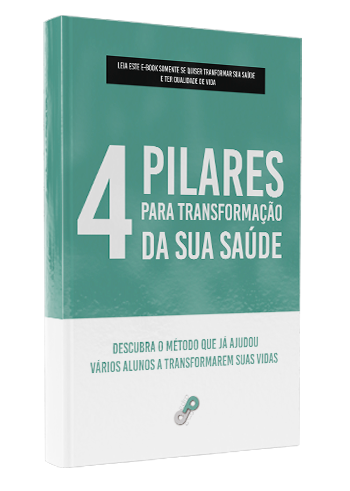 LEIA ESTE E-BOOK SOMENTE SE QUISER TRANFORMAR SUA SAÚDE
E TER QUALIDADE DE VIDA
4 PILARES
PARA TRANSFORMAÇÃO
DA SUA SAÚDE
DESCUBRA O MÉTODO QUE JÁ AJUDOU
VÁRIOS ALUNOS A TRANSFORMAREM SUAS VIDAS